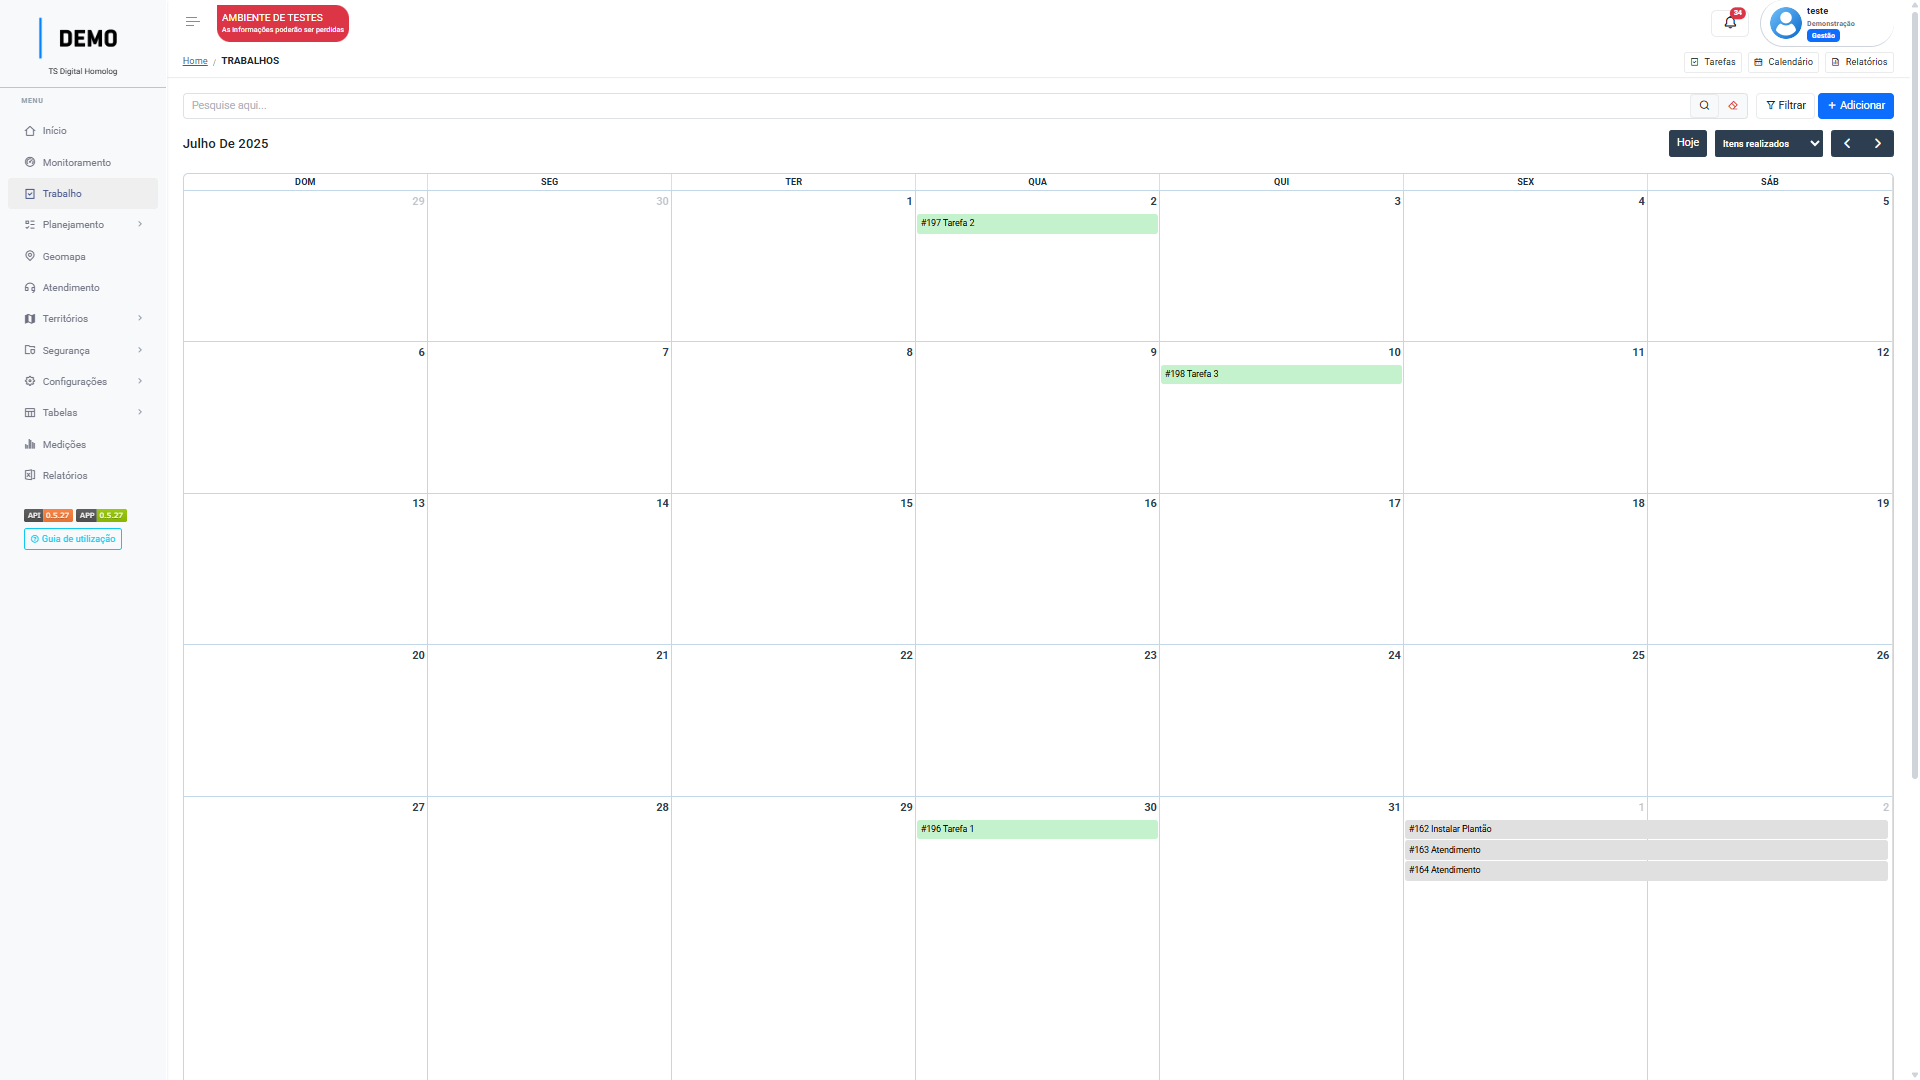 DEMO
TS Digital Homolog
MENU
Início
Monitoramento
Trabalho
Planejamento
Geomapa
Atendimento
Territórios
Segurança
Configurações
Tabelas
Medições
Relatórios
API 0.5.27 APP 0.5.27
Guia de utilização
AMBIENTE DE TESTES
As informações poderão ser perdidas
34
teste
Demonstração
Gestão
Home / TRABALHOS
Tarefas Calendário Relatórios
Pesquise aqui...
Filtrar + Adicionar
Julho De 2025
Hoje Itens realizados
DOM SEG TER QUA QUI SEX SÁB
29 30 1 2 3 4 5
#197 Tarefa 2
6 7 8 9 10 11 12
#198 Tarefa 3
13 14 15 16 17 18 19
20 21 22 23 24 25 26
27 28 29 30 31 1 2
#196 Tarefa 1 #162 Instalar Plantão
#163 Atendimento
#164 Atendimento